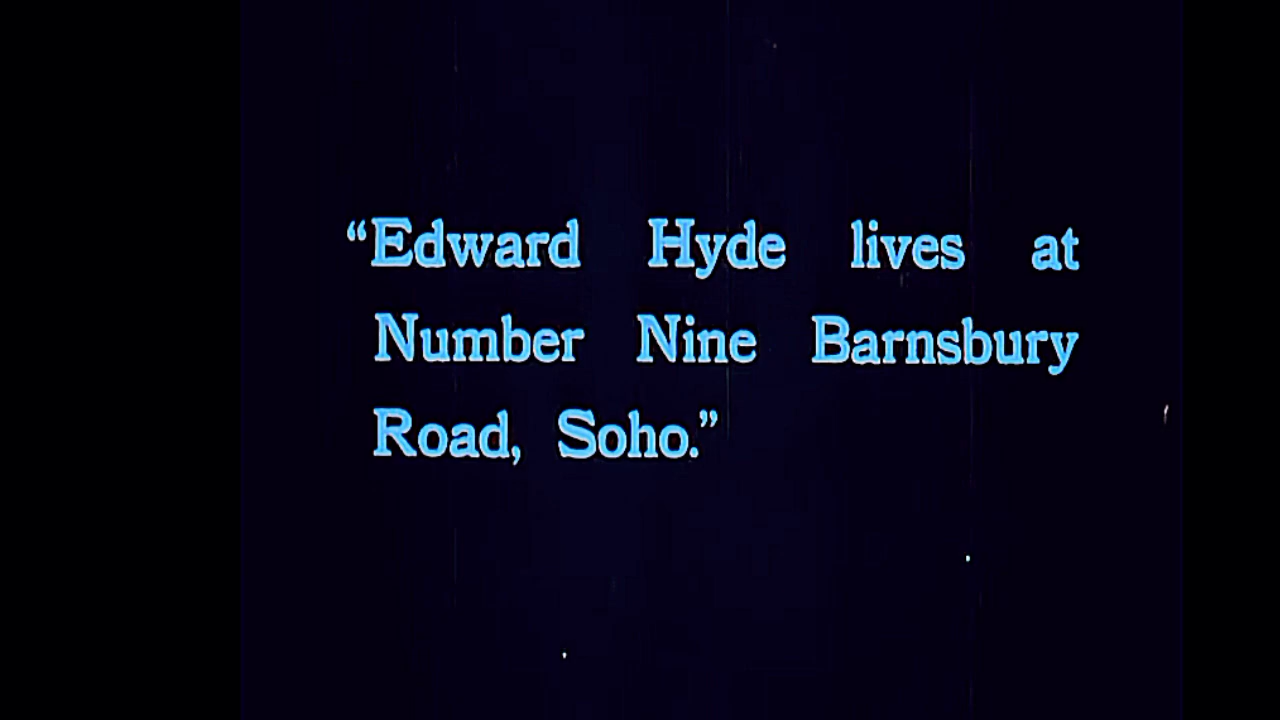 “Edward Hyde lives at
Number Nine Barnsbury
Road, Soho.”